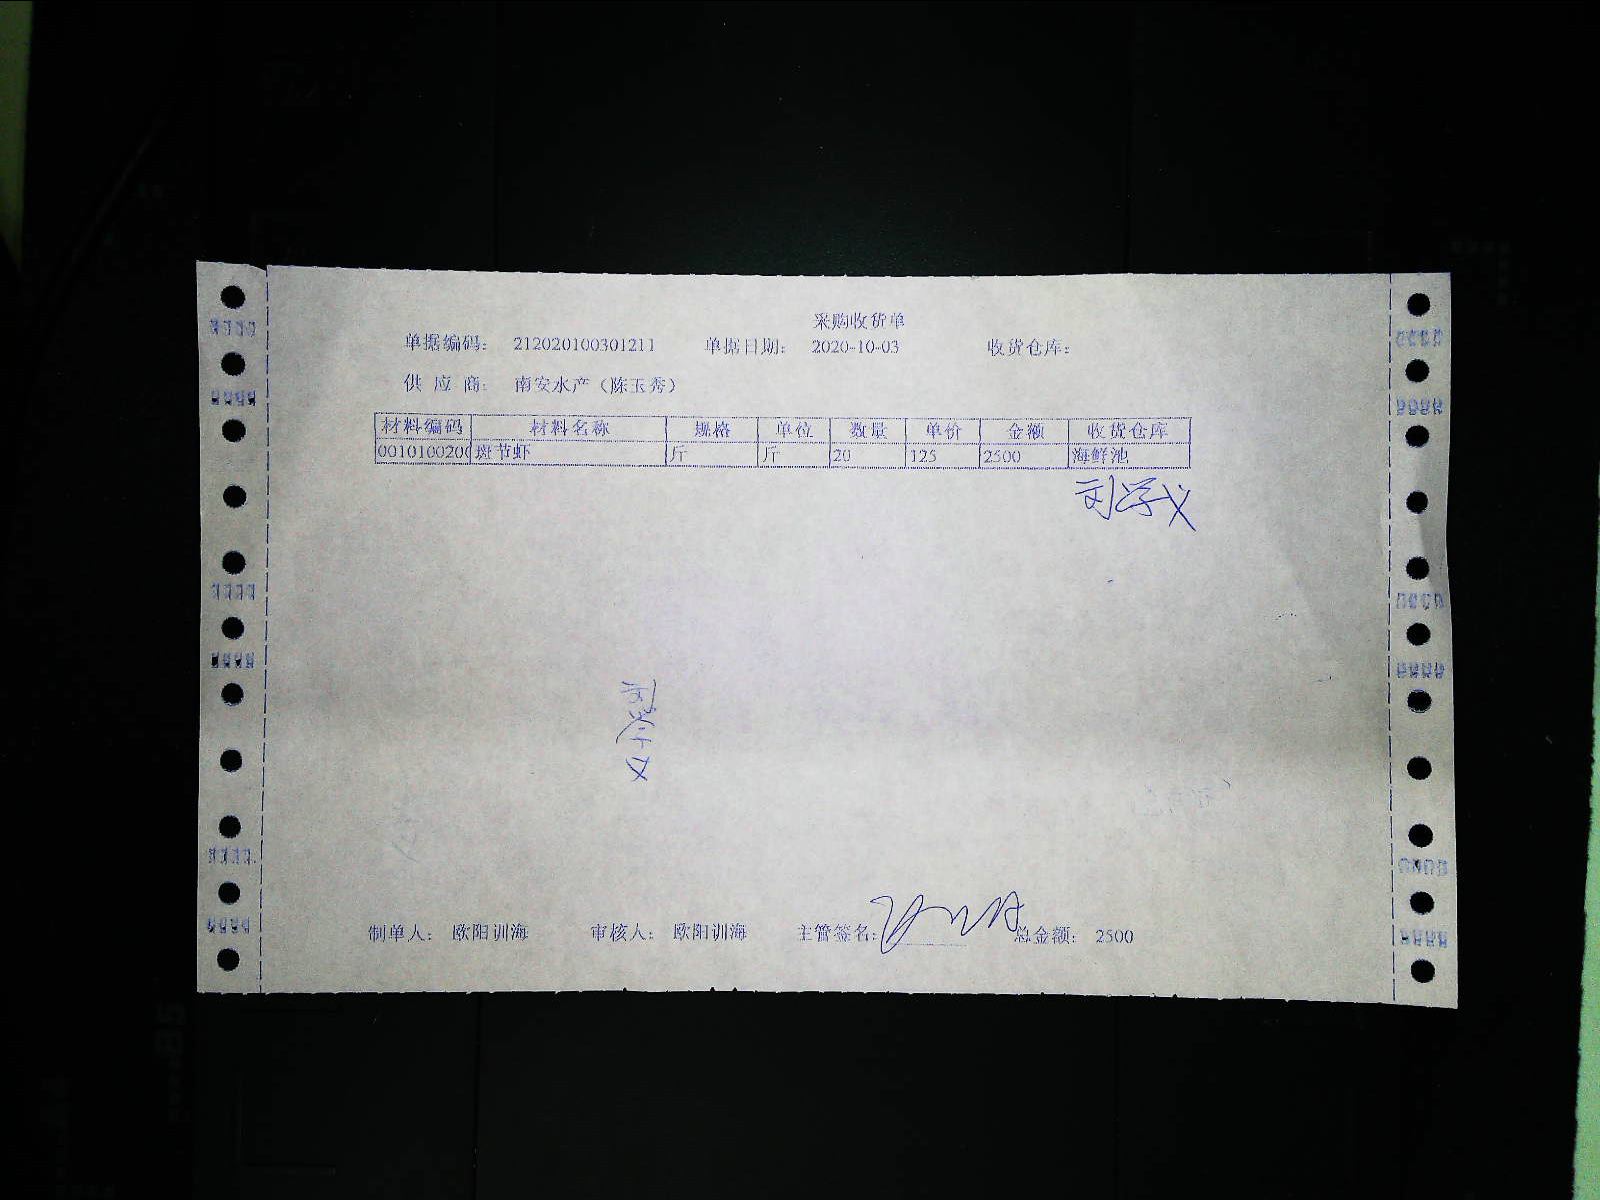 采购收货单
单据编码： 212020100301211 单据日期： 2020-10-03 收货仓库：
供 应 商： 南安水产（陈玉秀）
材料编码 材料名称 规格 单位 数量 单价 金额 收货仓库
0010100200 斑节虾 斤 斤 20 125 2500 海鲜池
刘学义
制单人： 欧阳训海 审核人： 欧阳训海 主管签名： 总金额： 2500